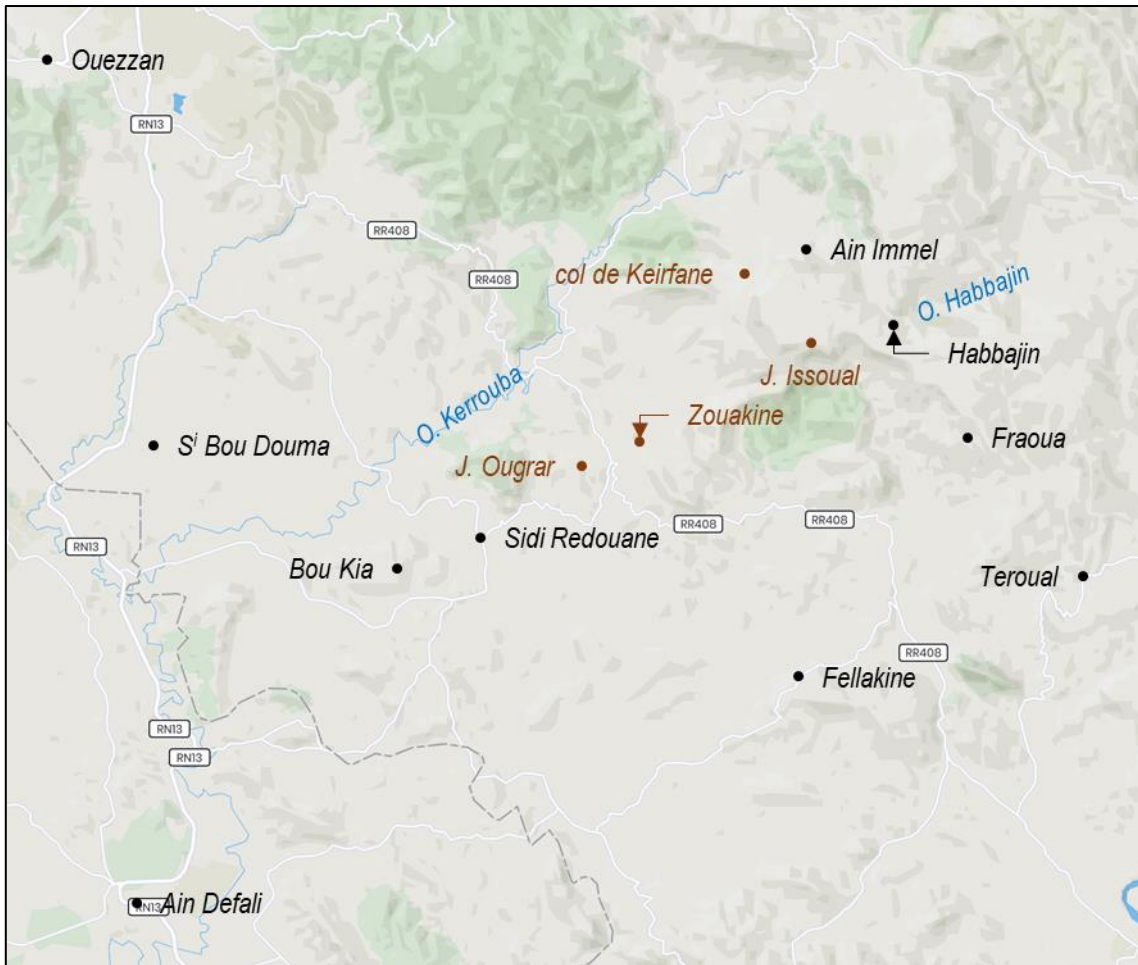 Ouezzan
RN13
RR408
RR408
Ain Immel
col de Keirfane
O. Habbajin
Habbajin
J. Issoual
O. Kerrouba
Zouakine
Sⁱ Bou Douma
Fraoua
J. Ougrar
RR408
RR408
Sidi Redouane
RN13
Bou Kia
Teroual
RR408
Fellakine
RN13
RN13
RN13
Ain Defali